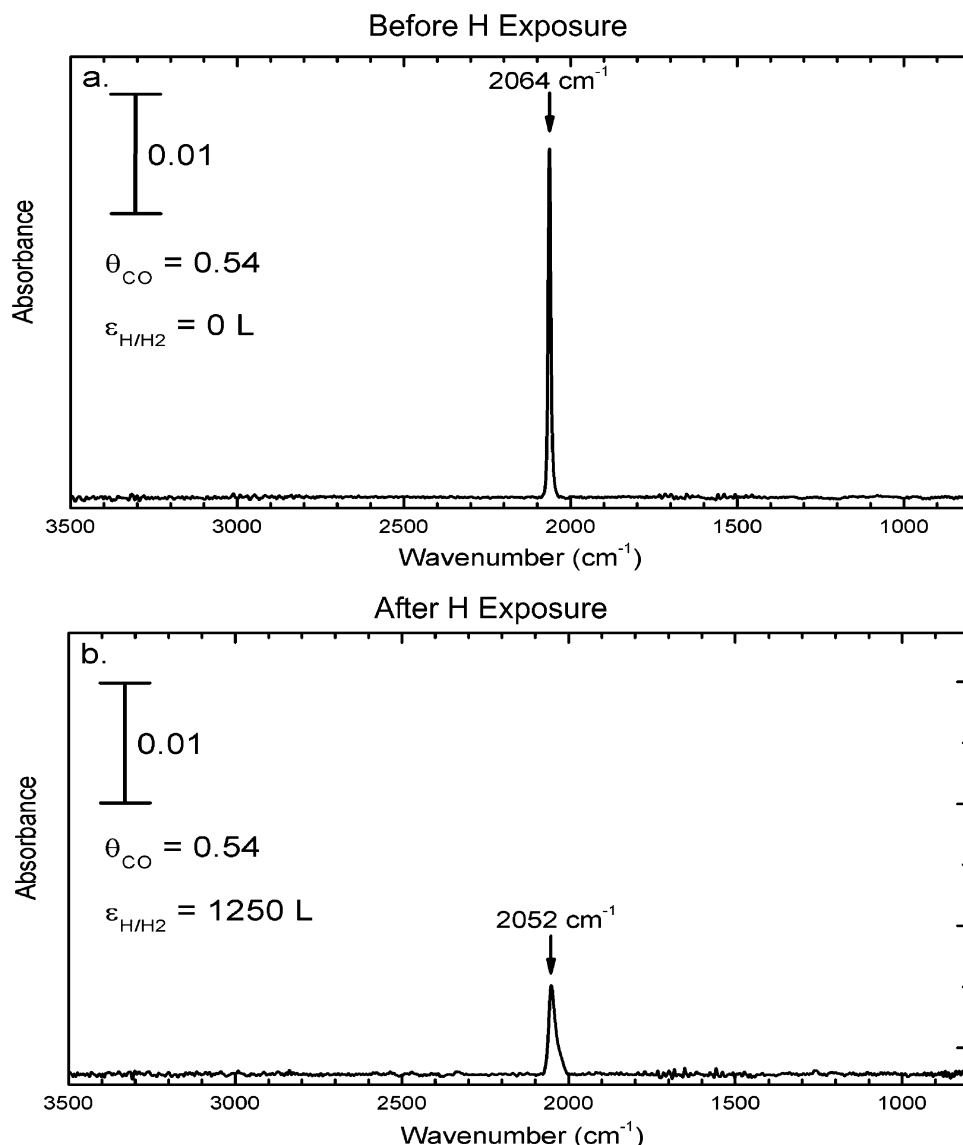 Before H Exposure
a.
2064 cm⁻¹
0.01
θCO = 0.54
εH/H2 = 0 L
Absorbance
3500 3000 2500 2000 1500 1000
Wavenumber (cm⁻¹)
After H Exposure
b.
0.01
θCO = 0.54
εH/H2 = 1250 L
2052 cm⁻¹
Absorbance
3500 3000 2500 2000 1500 1000
Wavenumber (cm⁻¹)